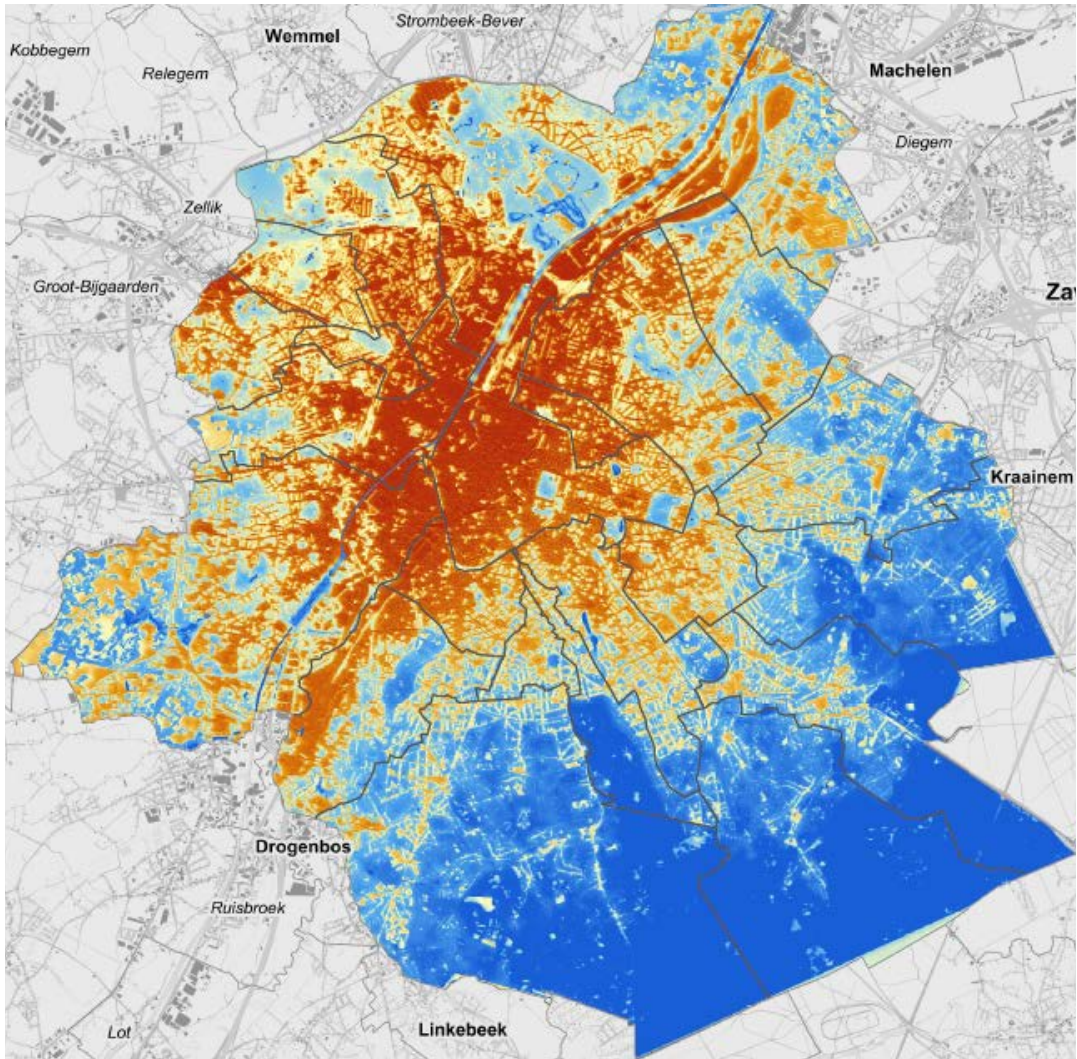 Strombeek-Bever
Wemmel
Kobbegem
Relegem
Machelen
Diegem
Zellik
Groot-Bijgaarden
Zav
Kraainem
Drogenbos
Ruisbroek
Lot
Linkebeek